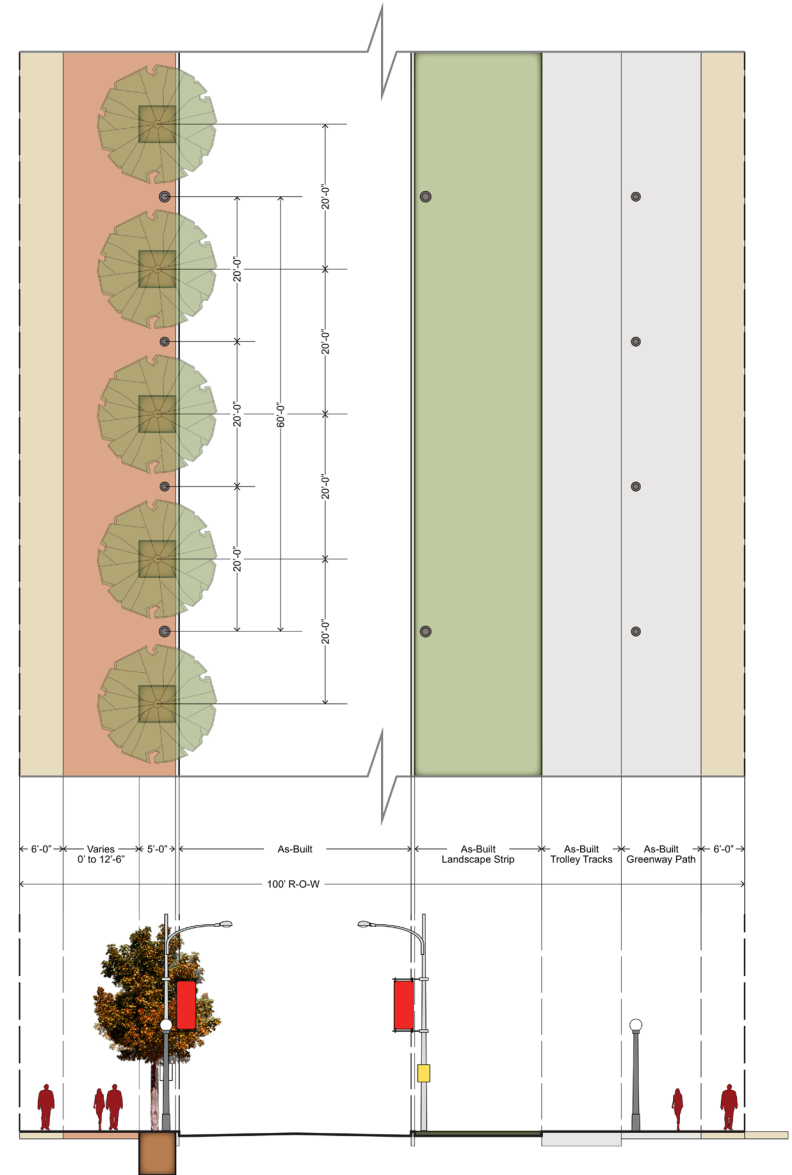 20'-0"
20'-0"
20'-0"
60'-0"
20'-0"
20'-0"
20'-0"
20'-0"
6'-0"
Varies
0' to 12'-6"
5'-0"
As-Built
As-Built
Landscape Strip
As-Built
Trolley Tracks
As-Built
Greenway Path
6'-0"
100' R-O-W